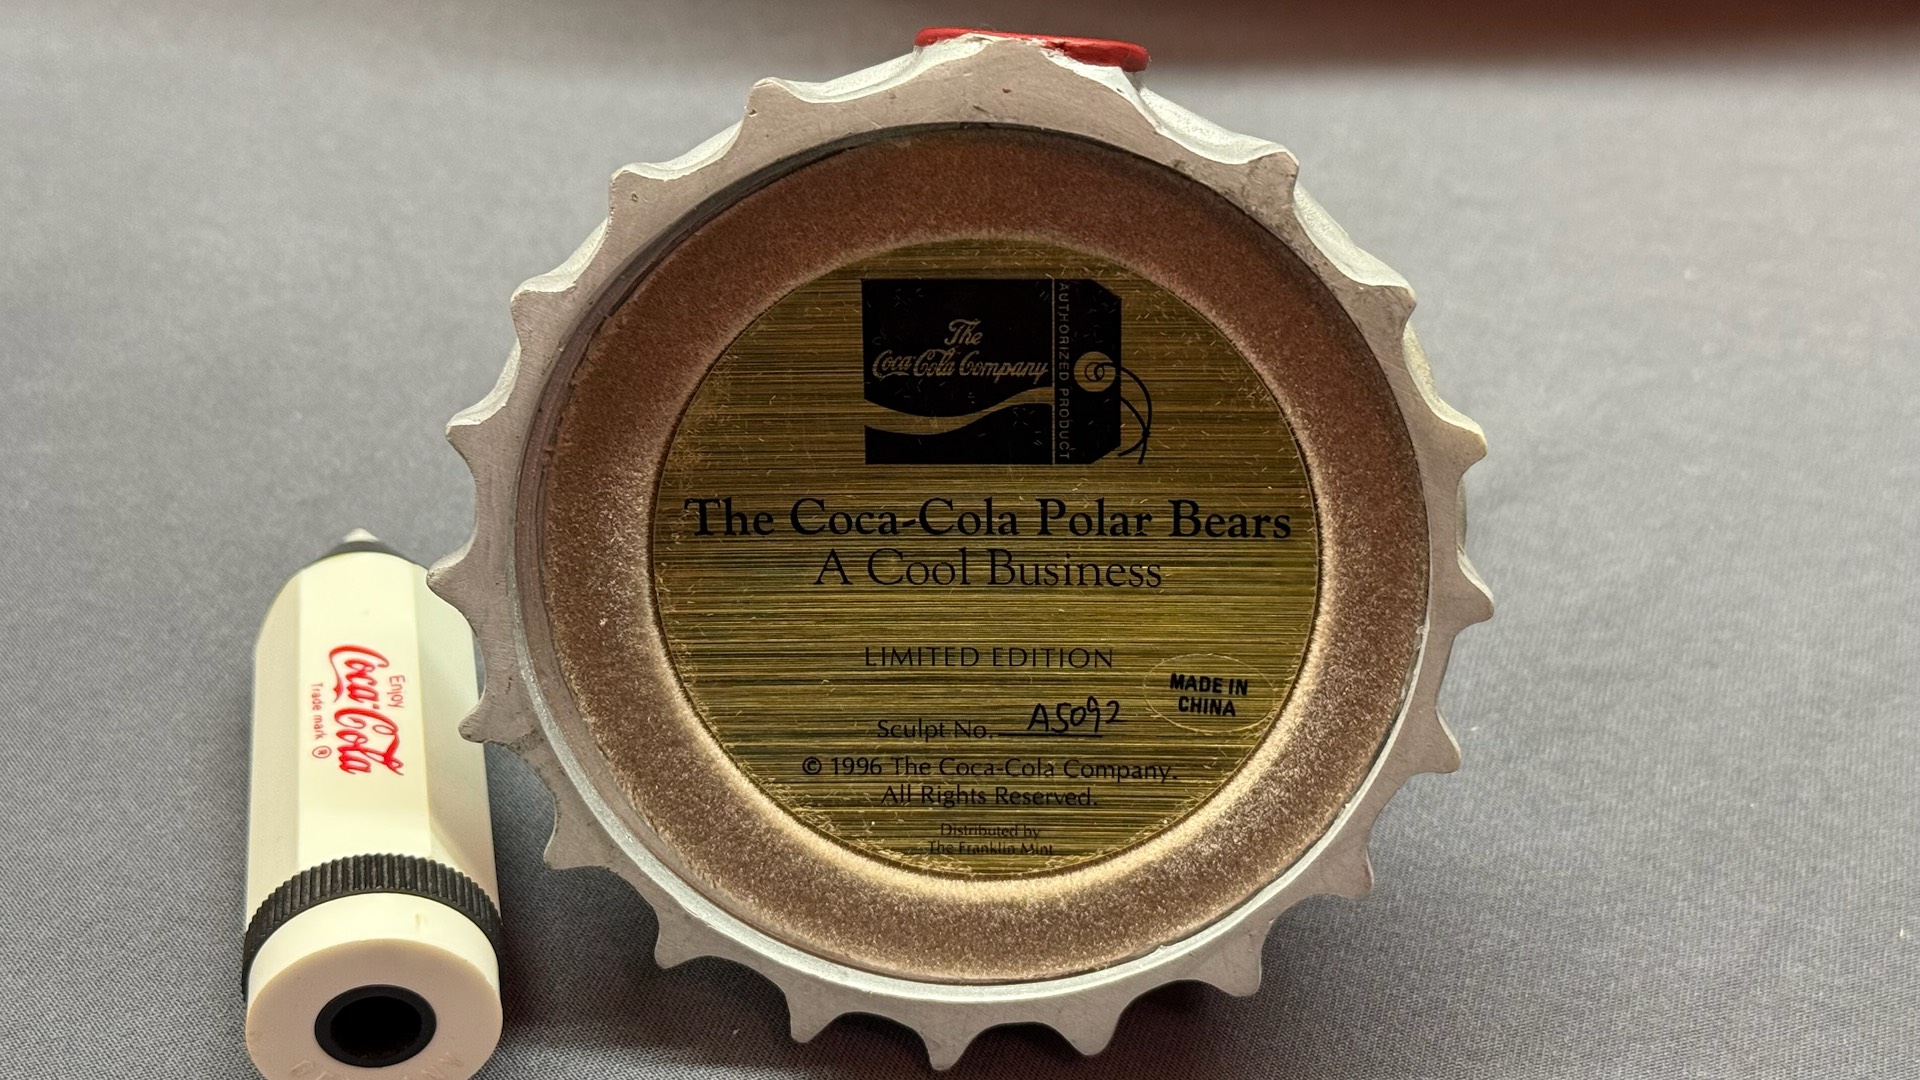 The
Coca-Cola Company
AUTHORIZED PRODUCT
The Coca-Cola Polar Bears
A Cool Business
LIMITED EDITION
MADE IN
CHINA
Sculpt No. A5092
© 1996 The Coca-Cola Company.
All Rights Reserved.
Distributed by
The Franklin Mint
Enjoy
Coca-Cola
Trade mark ®